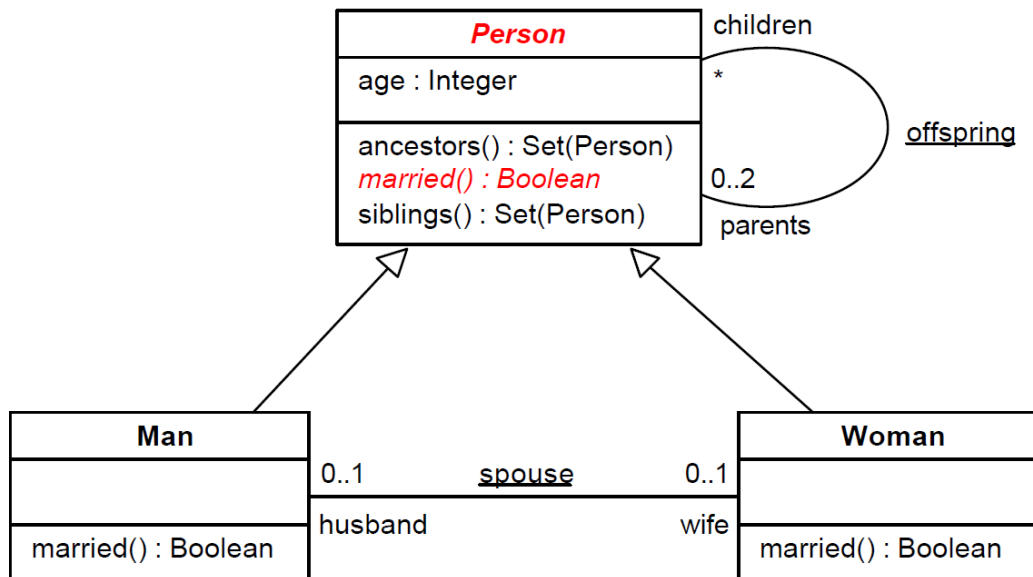 Person
children
age : Integer
*
offspring
ancestors() : Set(Person)
married() : Boolean
0..2
siblings() : Set(Person)
parents
Man
Woman
0..1
spouse
0..1
husband
wife
married() : Boolean
married() : Boolean